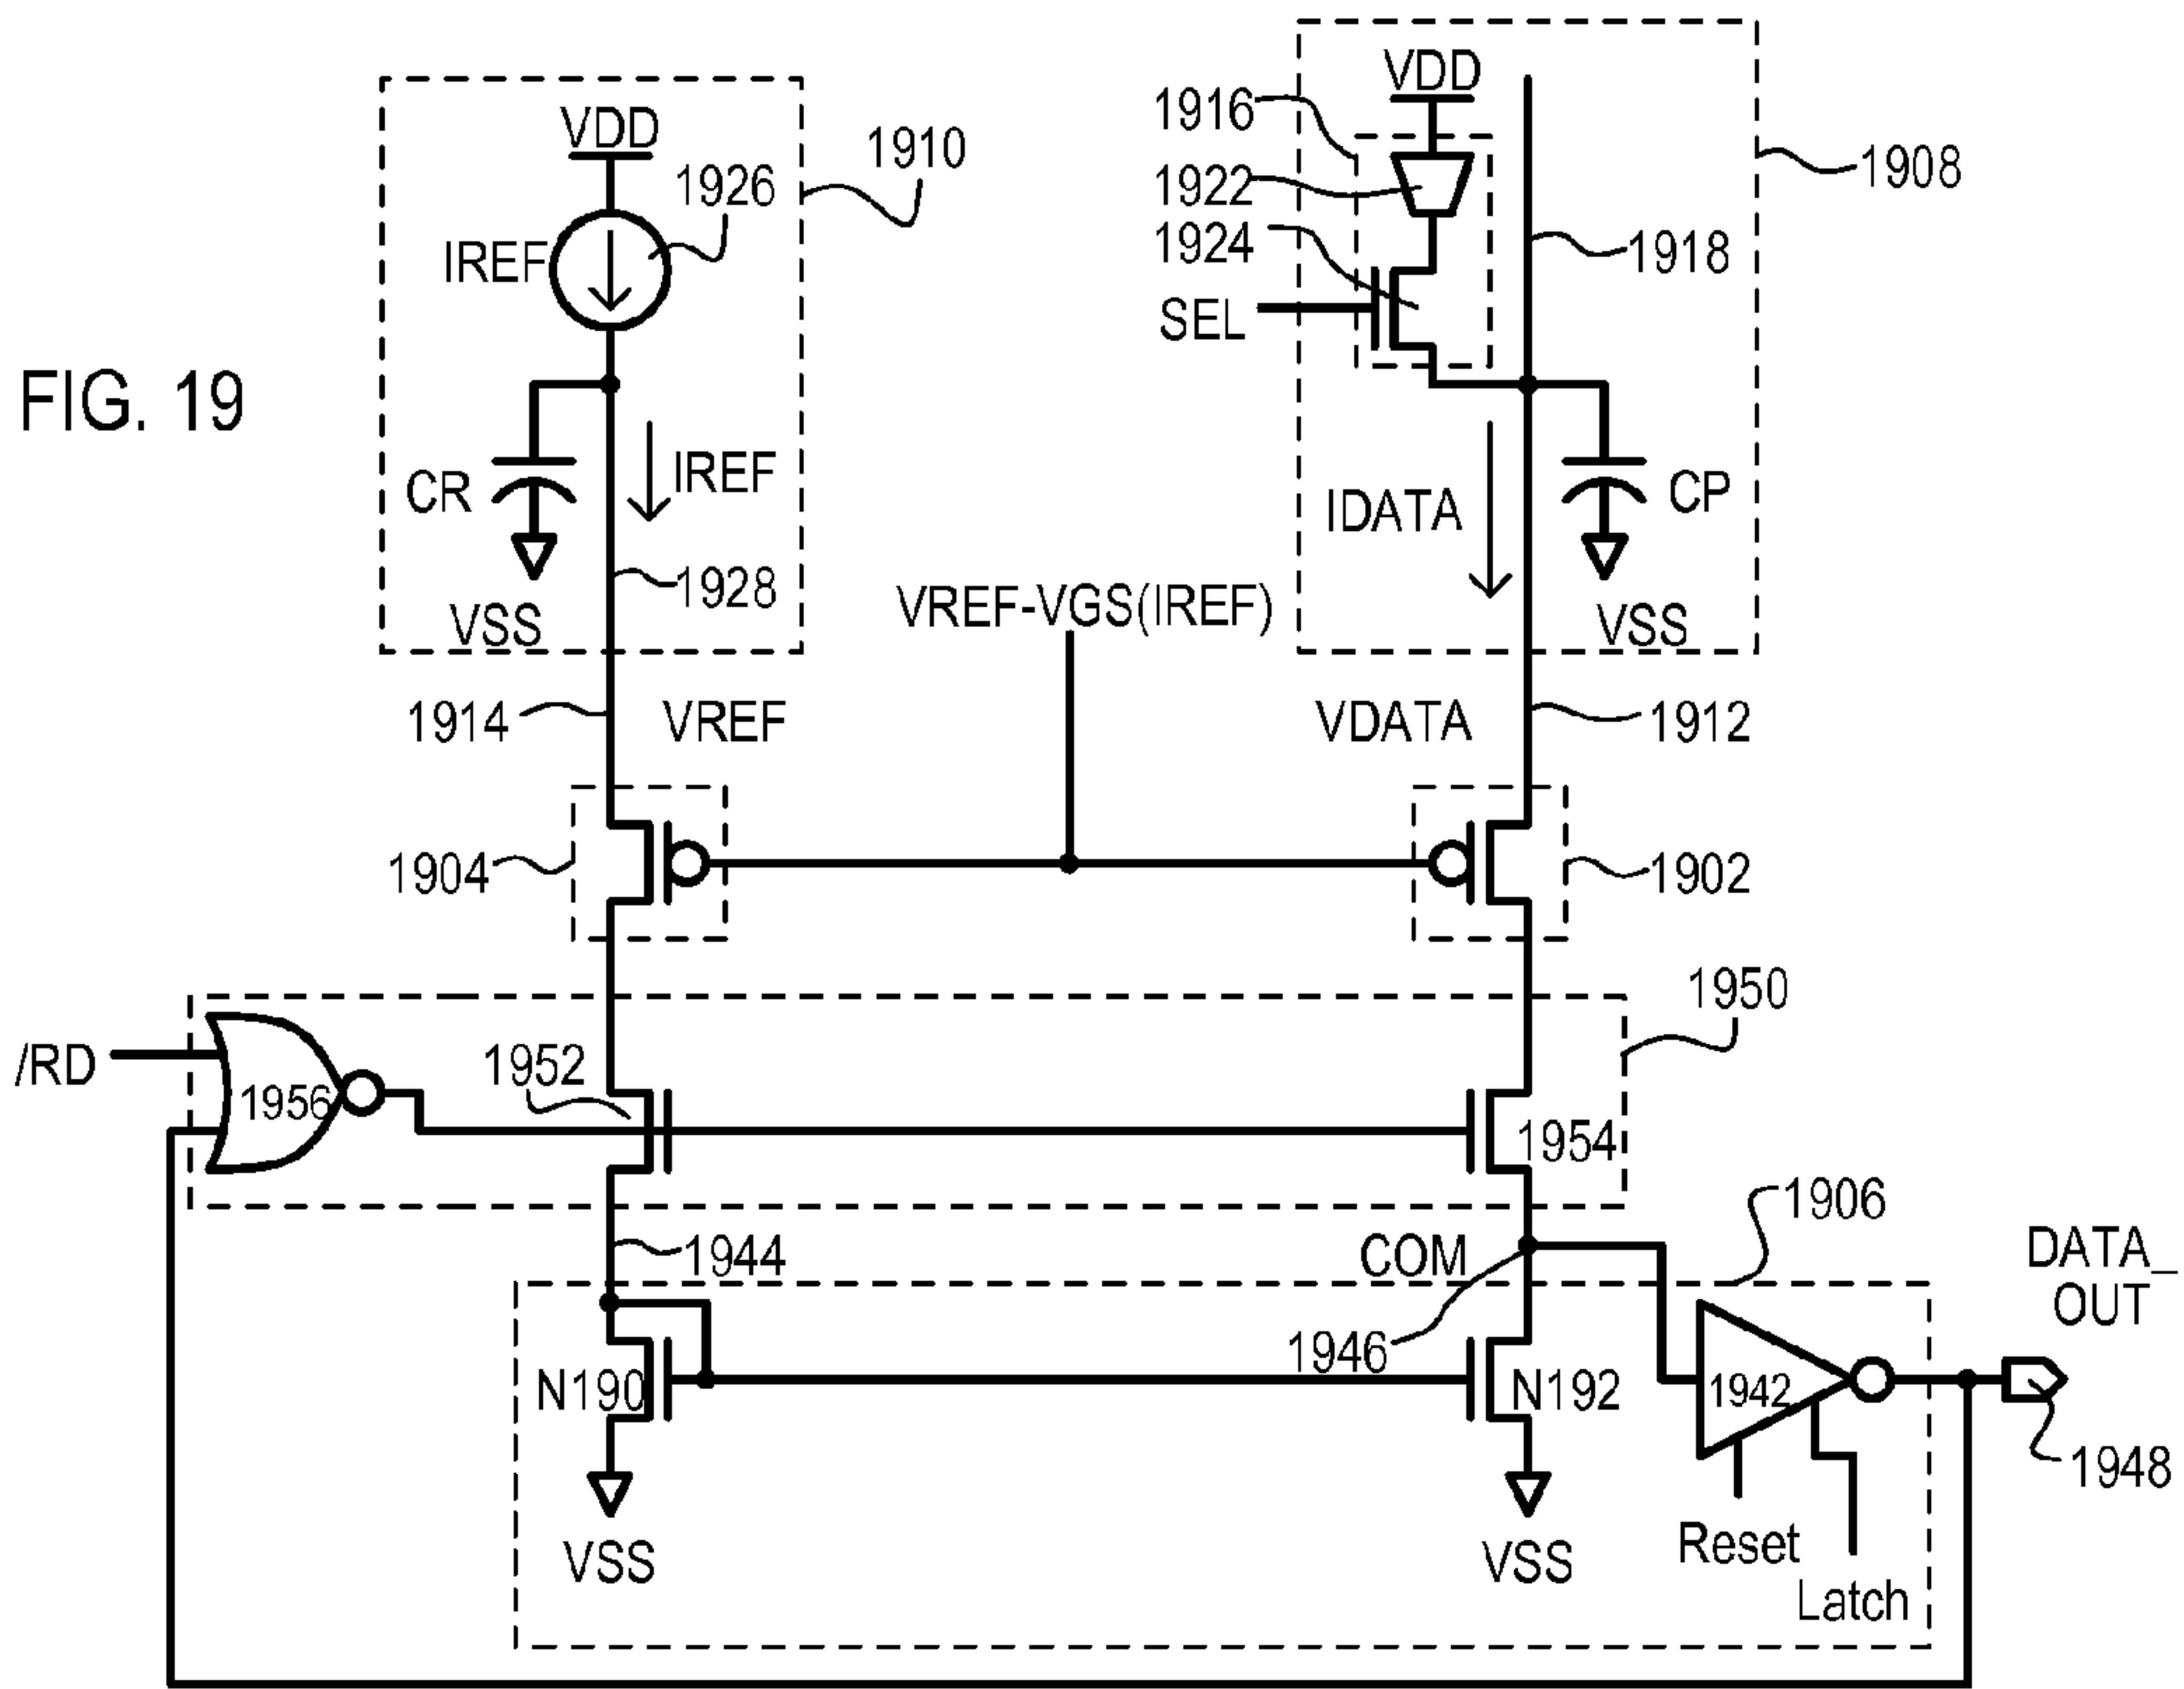 FIG. 19
VDD
1926
1910
IREF
CR
IREF
1928
VSS
1914
VREF
VDD
1916
1922
1924
SEL
1908
1918
IDATA
CP
VSS
VREF-VGS(IREF)
VDATA
1912
1904
1902
1950
/RD
1956
1952
1954
1944
COM
1906
1946
DATA_
OUT
N190
N192
1942
1948
VSS
VSS
Reset
Latch